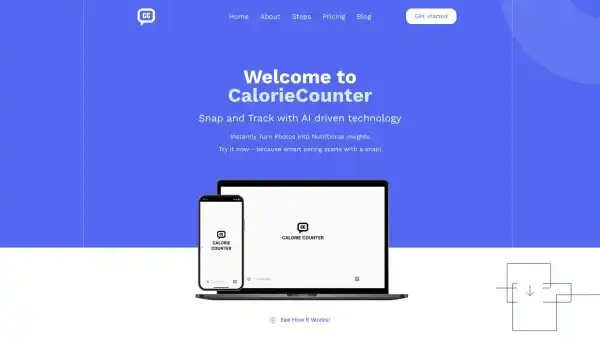 CC
Home About Steps Pricing Blog Get started
Welcome to
CalorieCounter
Snap and Track with AI driven technology
Instantly Turn Photos Into Nutritional Insights
Try it now - because smart eating starts with a snap!
CC
CALORIE
COUNTER
CC
CALORIE COUNTER
See How It Works!